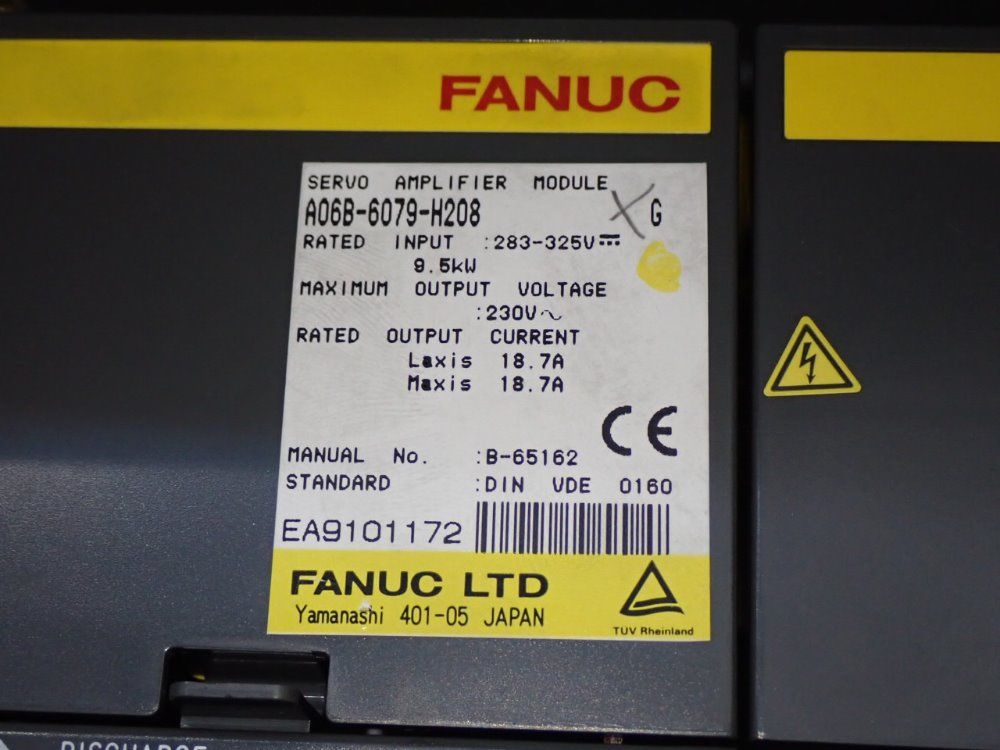 FANUC
SERVO AMPLIFIER MODULE
A06B-6079-H208 G
RATED INPUT :283-325V⎓
9.5kW
MAXIMUM OUTPUT VOLTAGE
:230V～
RATED OUTPUT CURRENT
Laxis 18.7A
Maxis 18.7A
CE
MANUAL No. :B-65162
STANDARD :DIN VDE 0160
EA9101172
FANUC LTD
Yamanashi 401-05 JAPAN
TÜV Rheinland